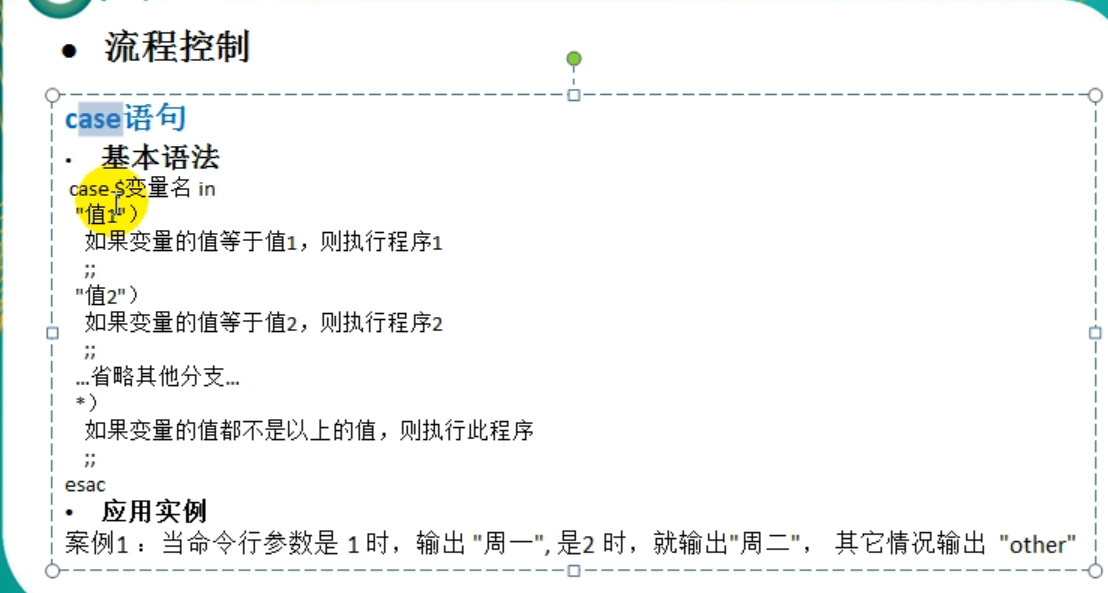 • 流程控制
case语句
• 基本语法
case $变量名 in
"值1"）
如果变量的值等于值1，则执行程序1
;;
"值2"）
如果变量的值等于值2，则执行程序2
;;
…省略其他分支…
*）
如果变量的值都不是以上的值，则执行此程序
;;
esac
• 应用实例
案例1 ：当命令行参数是 1 时，输出 "周一", 是2 时，就输出"周二"， 其它情况输出 "other"